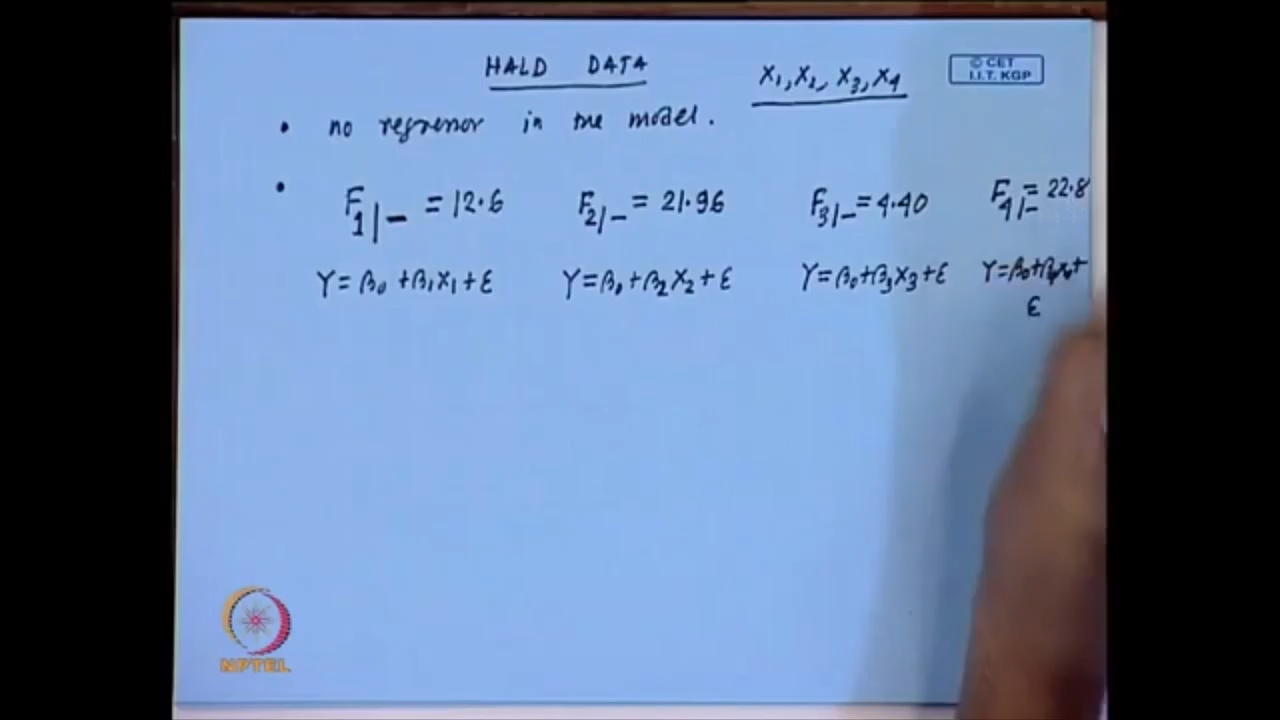 HALD DATA X₁, X₂, X₃, X₄
© CET
I.I.T. KGP
• no regressor in the model.
• F₁|₋ = 12.6 F₂|₋ = 21.96 F₃|₋ = 4.40 F₄|₋ = 22.8
Y = β₀ + β₁X₁ + ε Y = β₀ + β₂X₂ + ε Y = β₀ + β₃X₃ + ε Y = β₀ + β₄X₄ +
ε
NPTEL